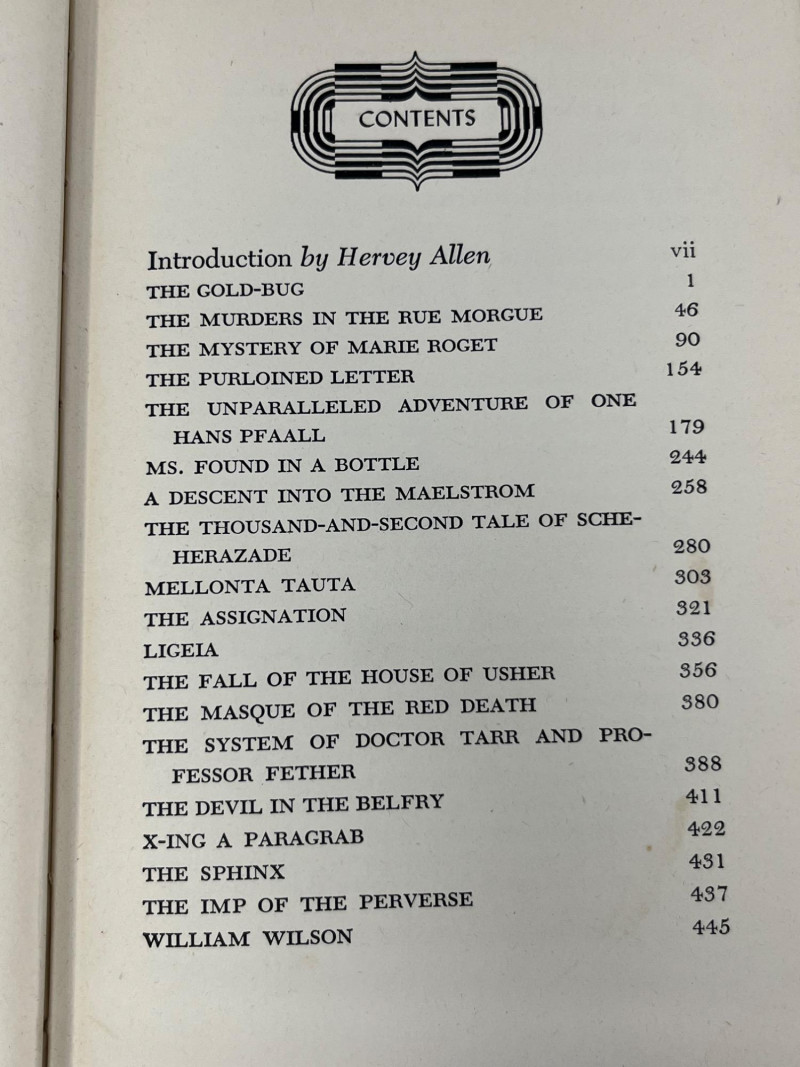 CONTENTS
Introduction by Hervey Allen vii
THE GOLD-BUG 1
THE MURDERS IN THE RUE MORGUE 46
THE MYSTERY OF MARIE ROGET 90
THE PURLOINED LETTER 154
THE UNPARALLELED ADVENTURE OF ONE
HANS PFAALL 179
MS. FOUND IN A BOTTLE 244
A DESCENT INTO THE MAELSTROM 258
THE THOUSAND-AND-SECOND TALE OF SCHE-
HERAZADE 280
MELLONTA TAUTA 303
THE ASSIGNATION 321
LIGEIA 336
THE FALL OF THE HOUSE OF USHER 356
THE MASQUE OF THE RED DEATH 380
THE SYSTEM OF DOCTOR TARR AND PRO-
FESSOR FETHER 388
THE DEVIL IN THE BELFRY 411
X-ING A PARAGRAB 422
THE SPHINX 431
THE IMP OF THE PERVERSE 437
WILLIAM WILSON 445